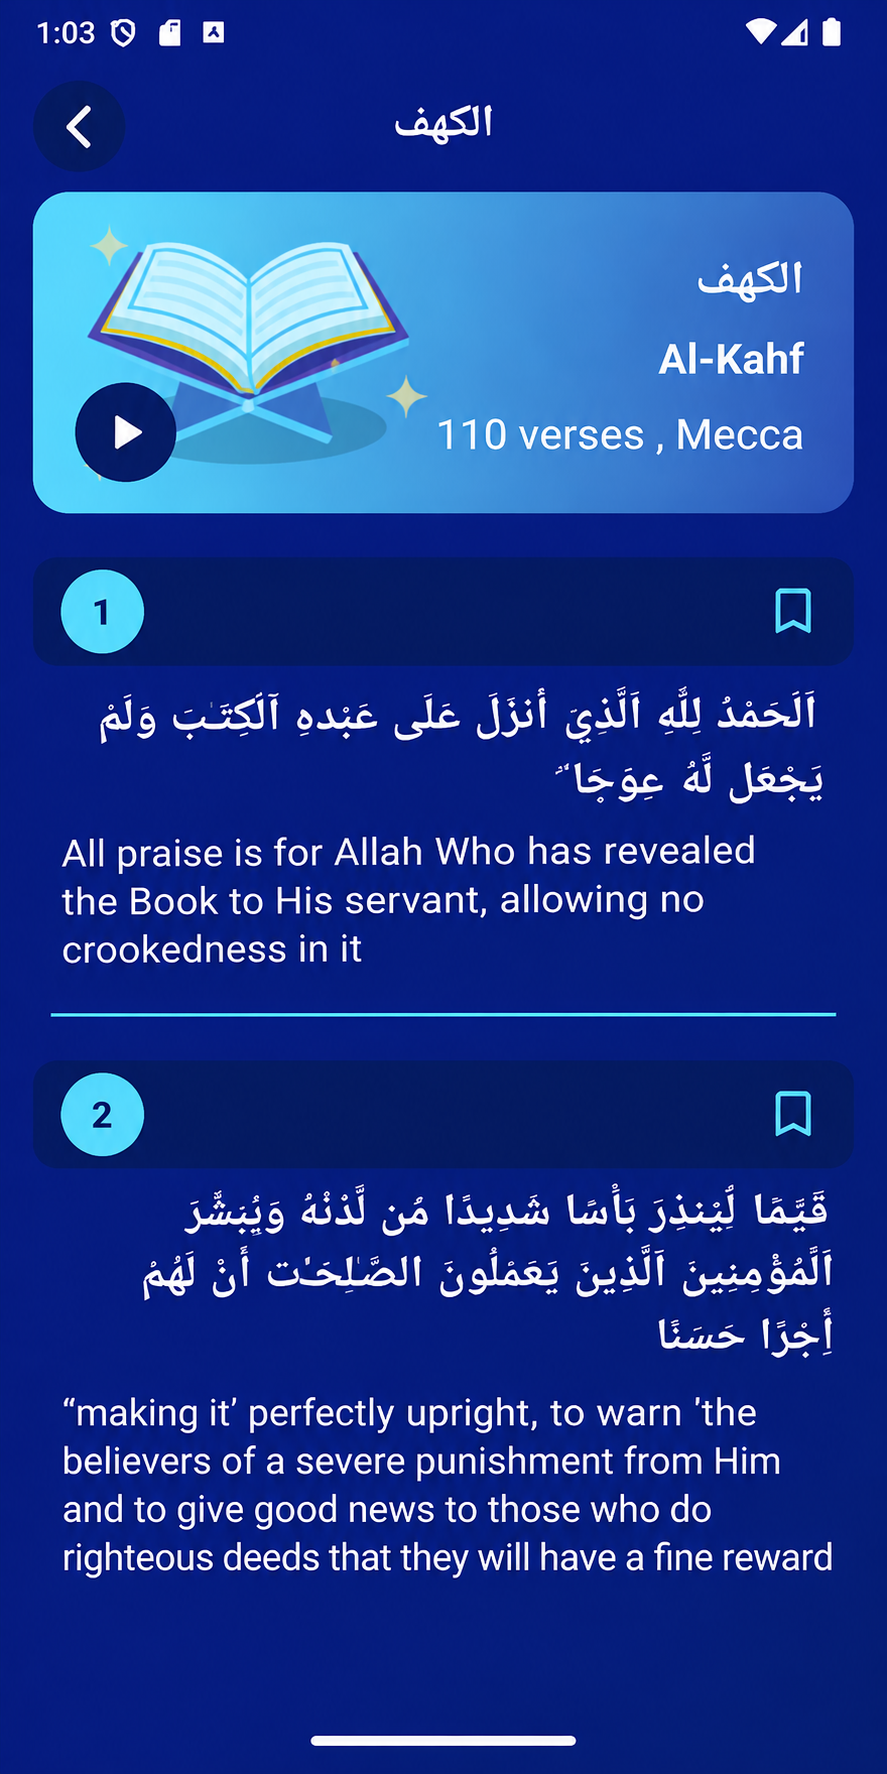 1:03
الكهف
الكهف
Al-Kahf
110 verses , Mecca
1
اَلَحَمْدُ لِلَّهِ اَلَّذِيَ أنزَلَ عَلَى عَبْدهِ آلَكِتَـٰبَ وَلَمْ
يَجْعَل لَّهُ عِوَجَا ۜ
All praise is for Allah Who has revealed
the Book to His servant, allowing no
crookedness in it
2
قَيَّمًا لِّيُنذِرَ بَأْسًا شَدِيدًا مُن لَّدْنْهُ وَيُبَشَّرَ
اَلَّمُؤْمِنِينَ اَلَّذِينَ يَعَمْلُونَ الصَّـٰلِحَـٰت أَنْ لَهُمْ
أَجْرًا حَسَنًا
“making it’ perfectly upright, to warn 'the
believers of a severe punishment from Him
and to give good news to those who do
righteous deeds that they will have a fine reward